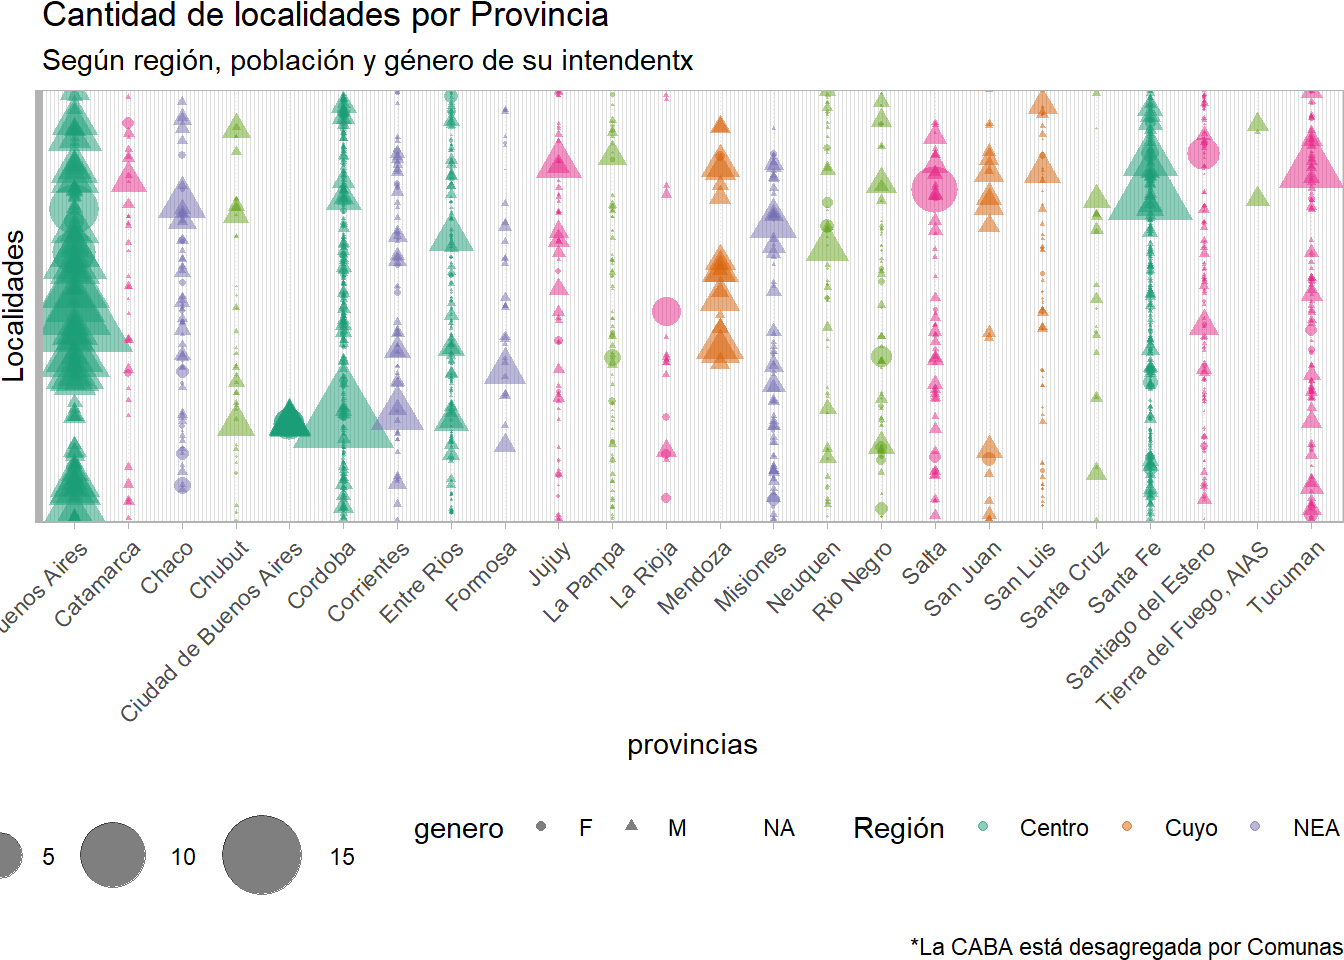 Cantidad de localidades por Provincia
Según región, población y género de su intendentx
Localidades
uenos Aires
Catamarca
Chaco
Chubut
Ciudad de Buenos Aires
Cordoba
Corrientes
Entre Rios
Formosa
Jujuy
La Pampa
La Rioja
Mendoza
Misiones
Neuquen
Rio Negro
Salta
San Juan
San Luis
Santa Cruz
Santa Fe
Santiago del Estero
Tierra del Fuego, AIAS
Tucuman
provincias
5 10 15
genero F M NA
Región Centro Cuyo NEA
*La CABA está desagregada por Comunas